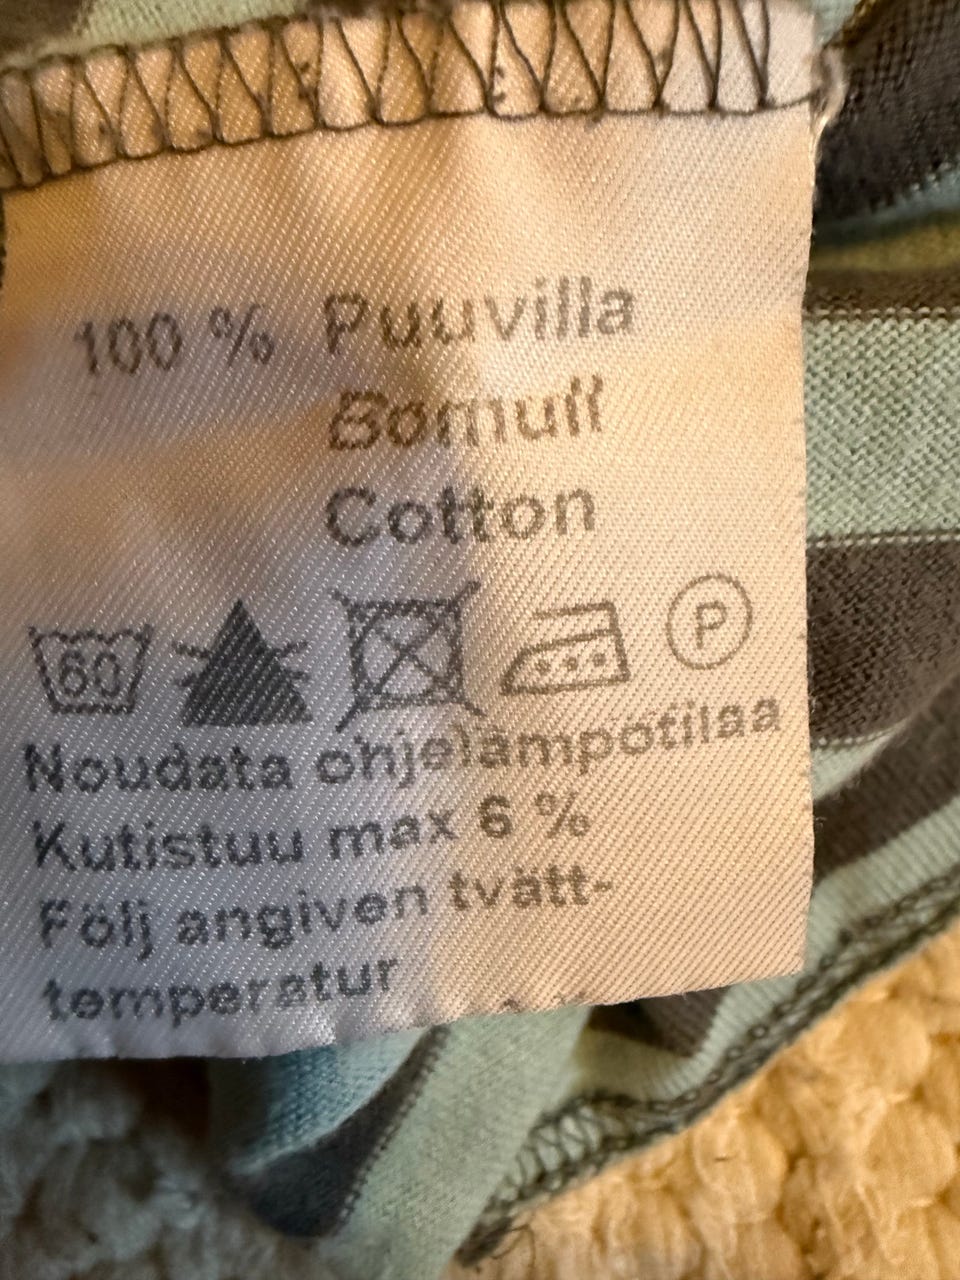 100 % Puuvilla
Bomull
Cotton
60 P
Noudata ohjelämpötilaa
Kutistuu max 6 %
Följ angiven tvätt-
temperatur